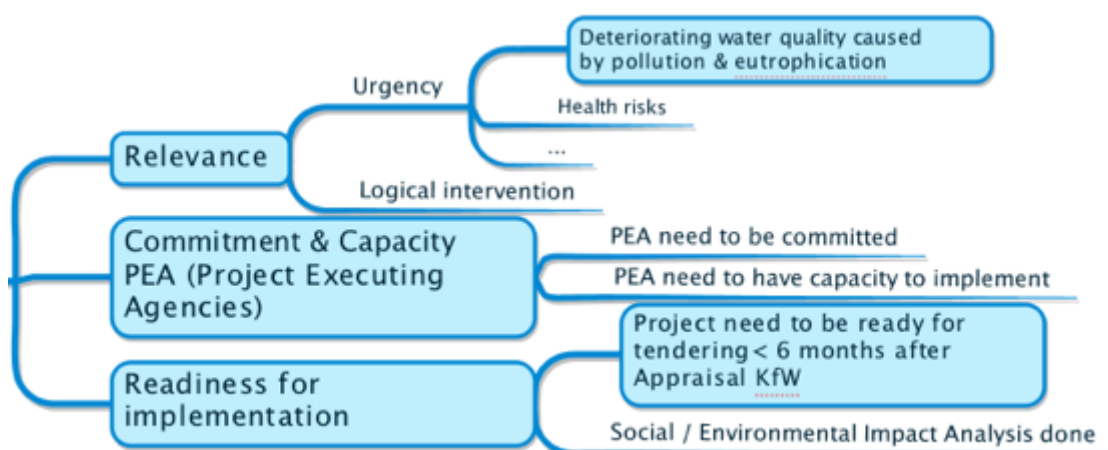 Deteriorating water quality caused
by pollution & eutrophication
Urgency
Health risks
...
Relevance
Logical intervention
Commitment & Capacity
PEA (Project Executing
Agencies)
PEA need to be committed
PEA need to have capacity to implement
Project need to be ready for
tendering< 6 months after
Appraisal KfW
Readiness for
implementation
Social / Environmental Impact Analysis done